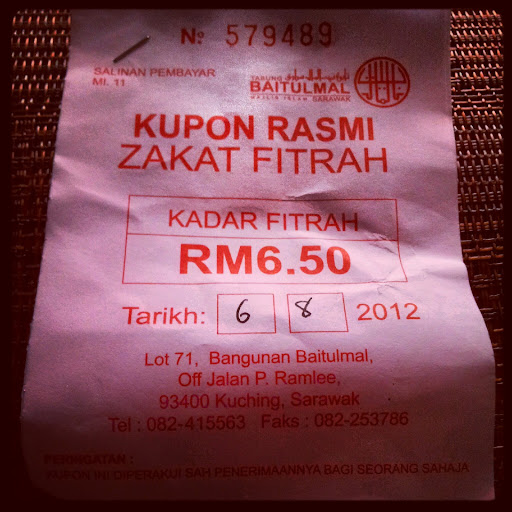 Nº 579489
SALINAN PEMBAYAR
MI. 11
TABUNG
BAITULMAL
MAJLIS ISLAM SARAWAK
KUPON RASMI
ZAKAT FITRAH
KADAR FITRAH
RM6.50
Tarikh: 6 8 2012
Lot 71, Bangunan Baitulmal,
Off Jalan P. Ramlee,
93400 Kuching, Sarawak
Tel : 082-415563 Faks : 082-253786
PERINGATAN :
KUPON INI DIPERAKUI SAH PENERIMAANNYA BAGI SEORANG SAHAJA